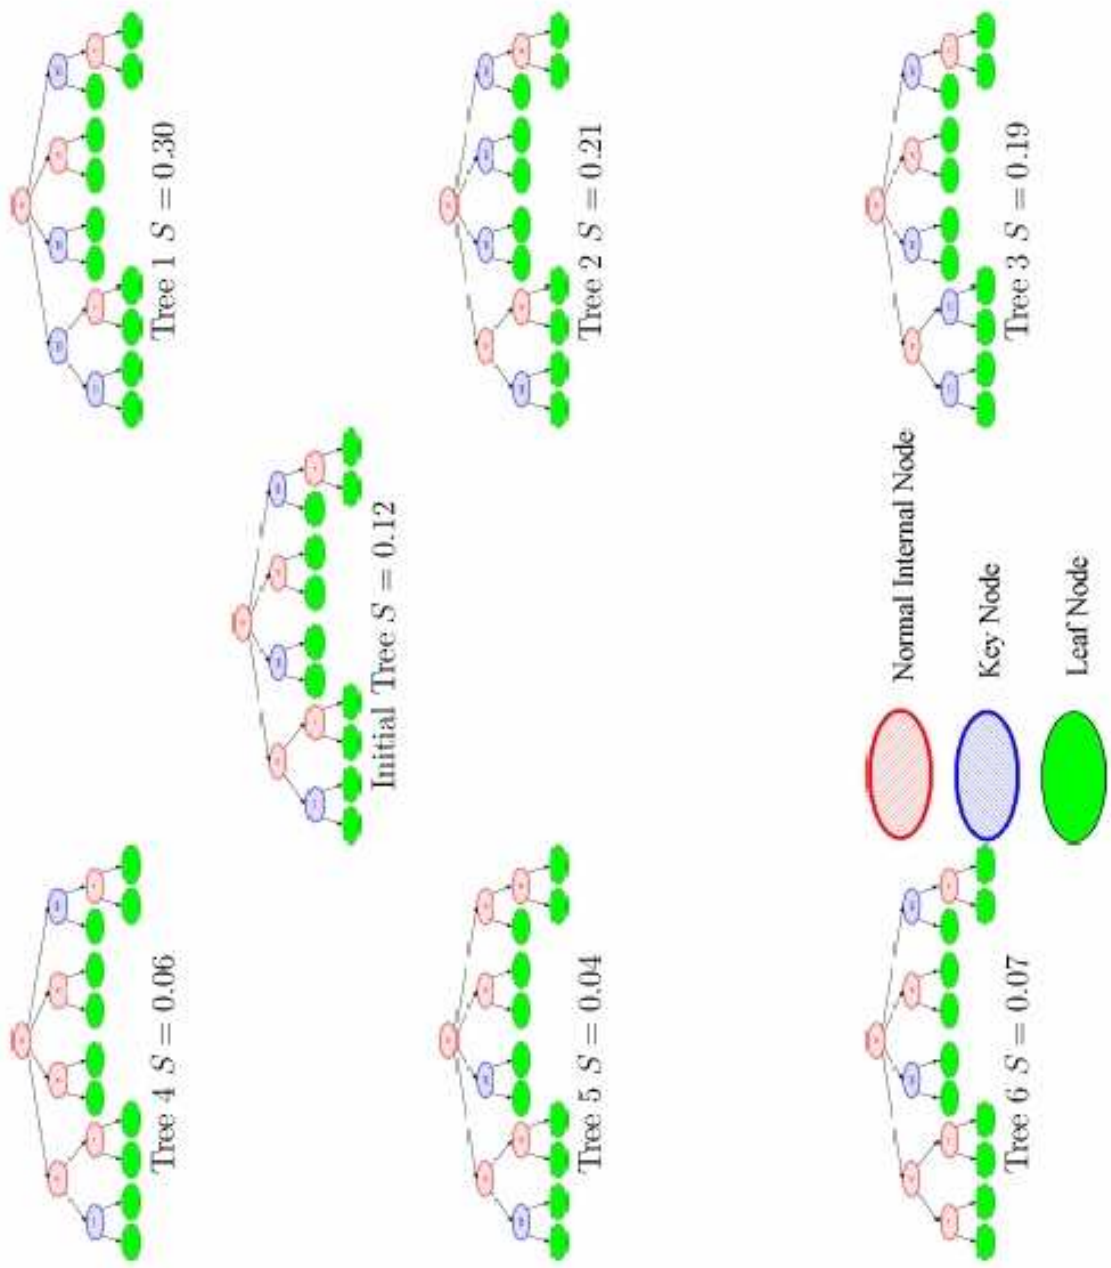 Tree 1 S = 0.30
Tree 2 S = 0.21
Tree 3 S = 0.19
Initial Tree S = 0.12
Tree 4 S = 0.06
Tree 5 S = 0.04
Tree 6 S = 0.07
Normal Internal Node
Key Node
Leaf Node